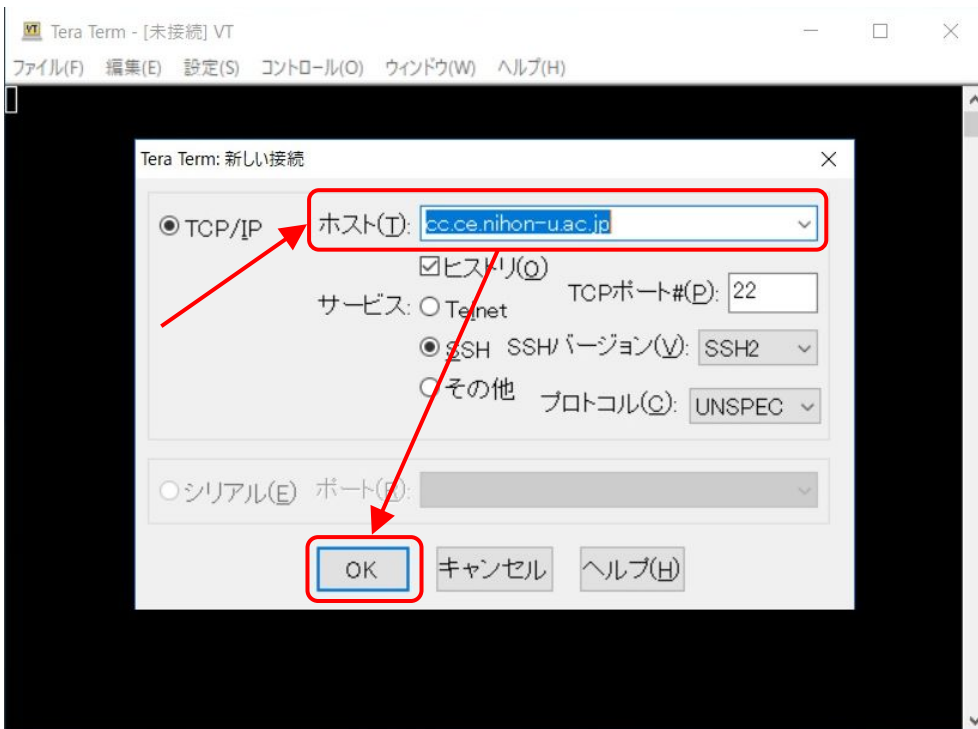 Tera Term - [未接続] VT
ファイル(F) 編集(E) 設定(S) コントロール(O) ウィンドウ(W) ヘルプ(H)
Tera Term: 新しい接続
TCP/IP
ホスト(T): cc.ce.nihon-u.ac.jp
ヒストリ(O)
サービス: Telnet
TCPポート#(P): 22
SSH SSHバージョン(V): SSH2
その他
プロトコル(C): UNSPEC
シリアル(E) ポート(R):
OK キャンセル ヘルプ(H)